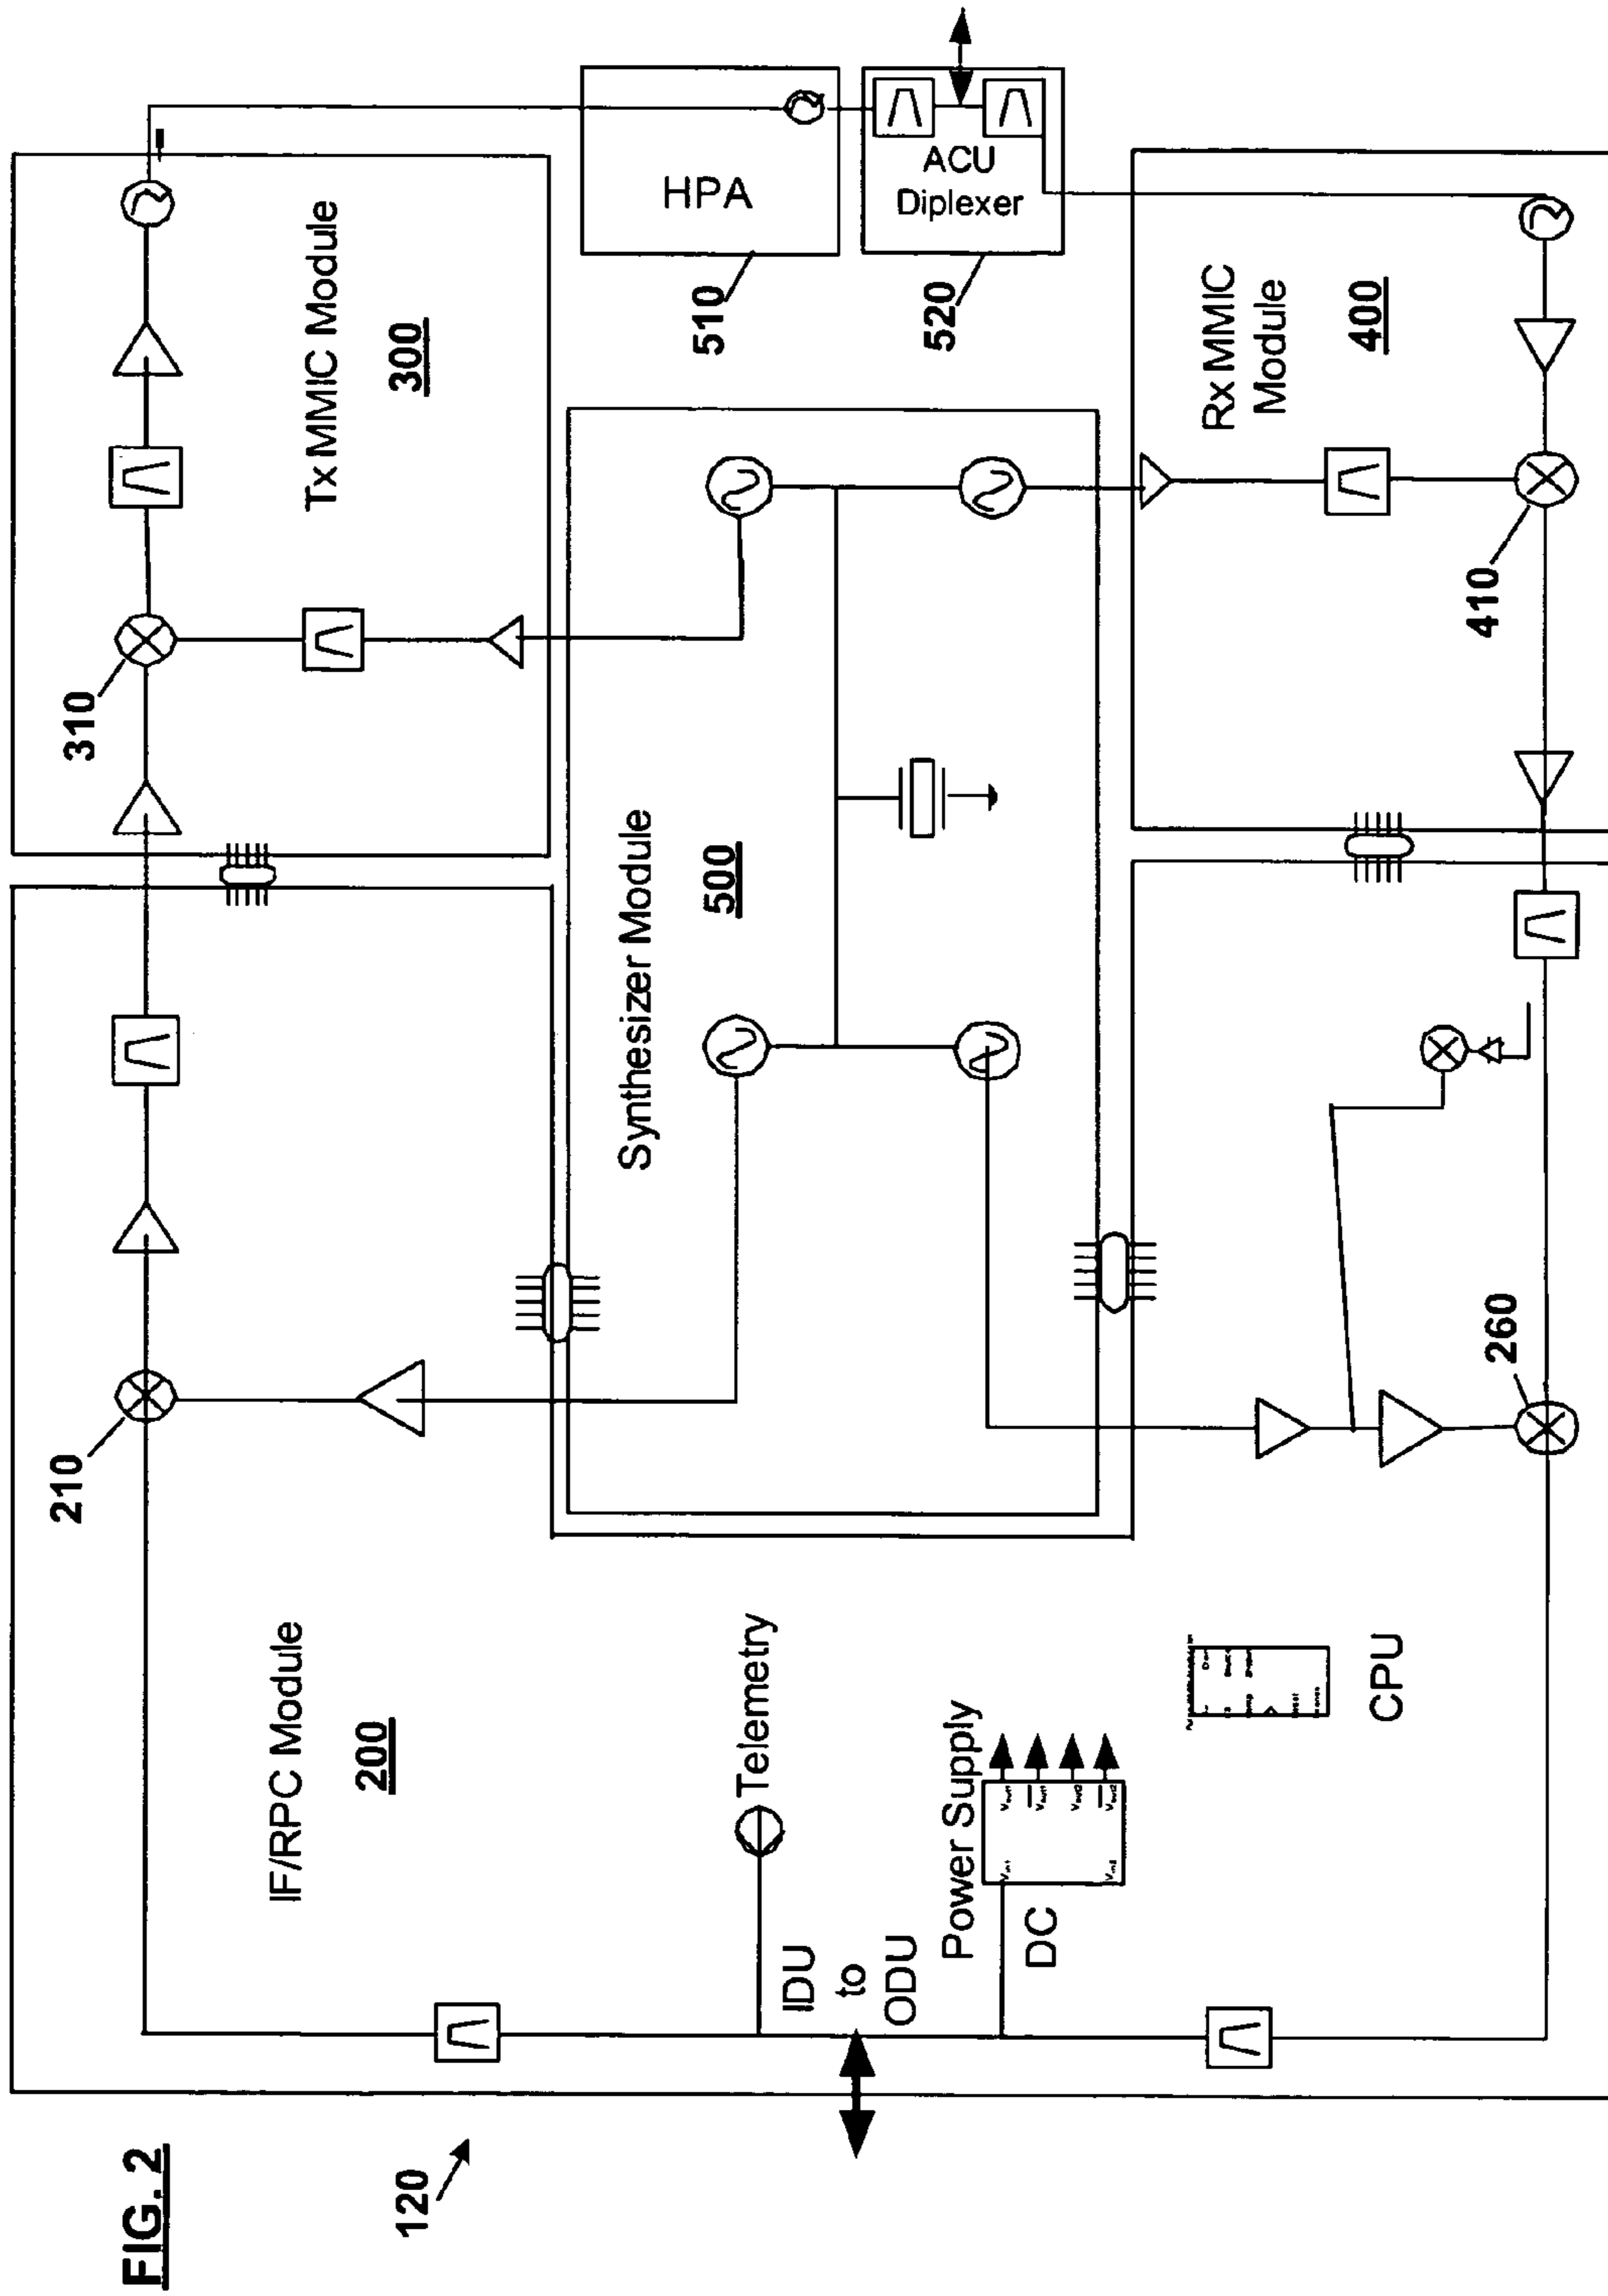 FIG. 2
120
IF/RPC Module
200
210
Telemetry
IDU
to
ODU
Power Supply
DC
CPU
260
Synthesizer Module
500
Tx MMIC Module
300
310
HPA
510
ACU
Diplexer
520
Rx MMIC
Module
400
410